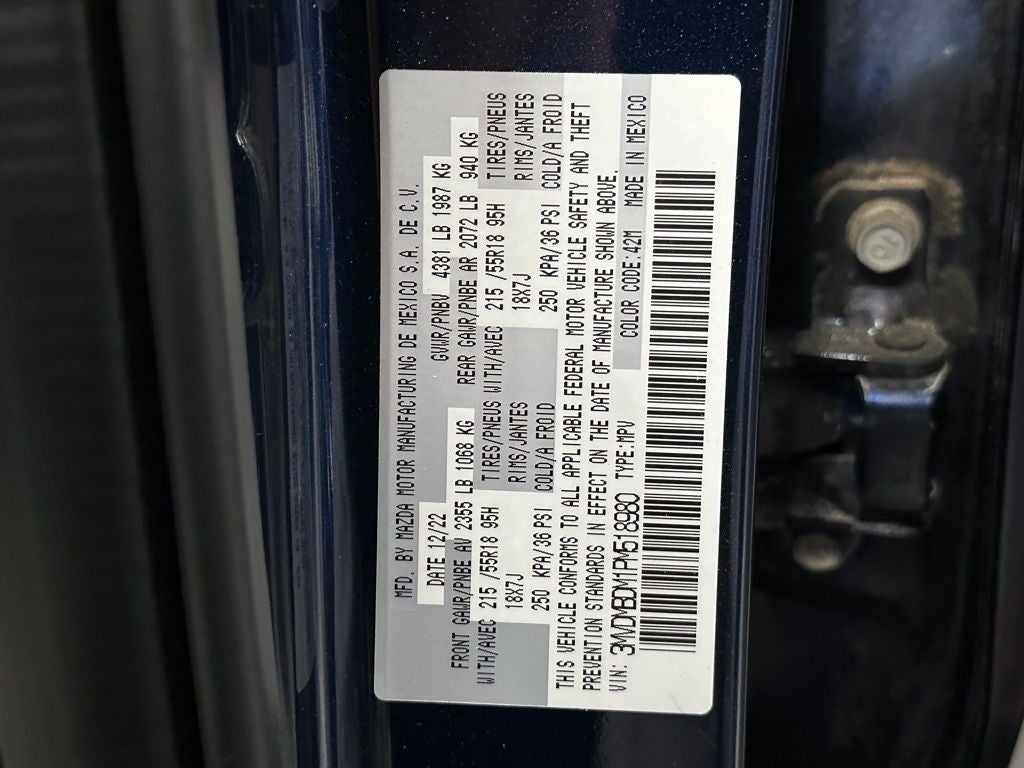 MFD. BY MAZDA MOTOR MANUFACTURING DE MEXICO S.A. DE C.V.
DATE 12/22 GVWR/PNBV 4381 LB 1987 KG
FRONT GAWR/PNBE AV 2355 LB 1068 KG REAR GAWR/PNBE AR 2072 LB 940 KG
WITH/AVEC 215 /55R18 95H TIRES/PNEUS WITH/AVEC 215 /55R18 95H TIRES/PNEUS
18X7J RIMS/JANTES 18X7J RIMS/JANTES
250 KPA/36 PSI COLD/A FROID 250 KPA/36 PSI COLD/A FROID
THIS VEHICLE CONFORMS TO ALL APPLICABLE FEDERAL MOTOR VEHICLE SAFETY AND THEFT
PREVENTION STANDARDS IN EFFECT ON THE DATE OF MANUFACTURE SHOWN ABOVE.
VIN: 3MVDMBDM1PM518980 TYPE:MPV COLOR CODE:42M MADE IN MEXICO